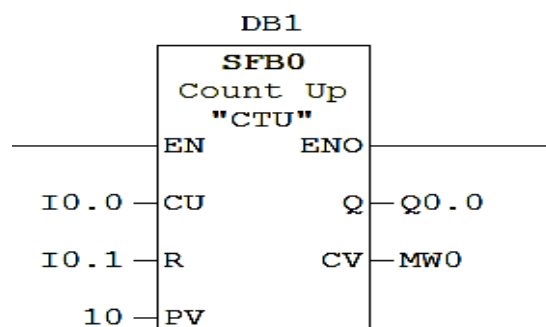 DB1
SFB0
Count Up
"CTU"
EN ENO
I0.0 CU Q Q0.0
I0.1 R CV MW0
10 PV